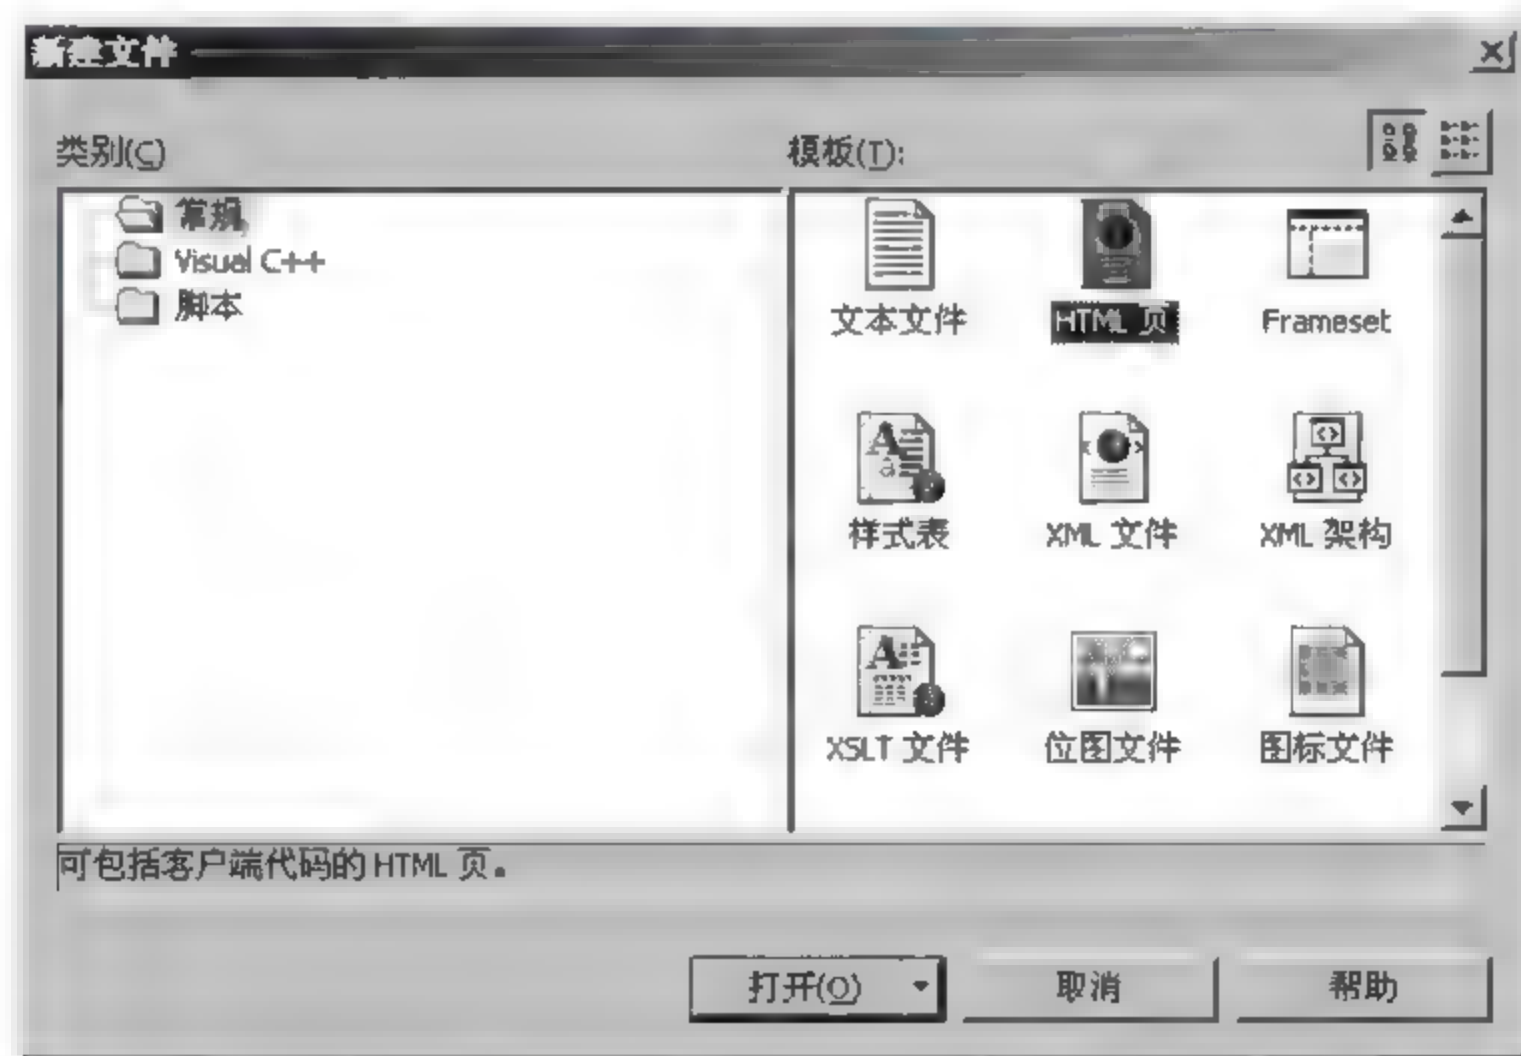 新建文件
类别(C)
模板(T):
常规
Visual C++
脚本
文本文件
HTML 页
Frameset
样式表
XML 文件
XML 架构
XSLT 文件
位图文件
图标文件
可包括客户端代码的 HTML 页。
打开(O)
取消
帮助